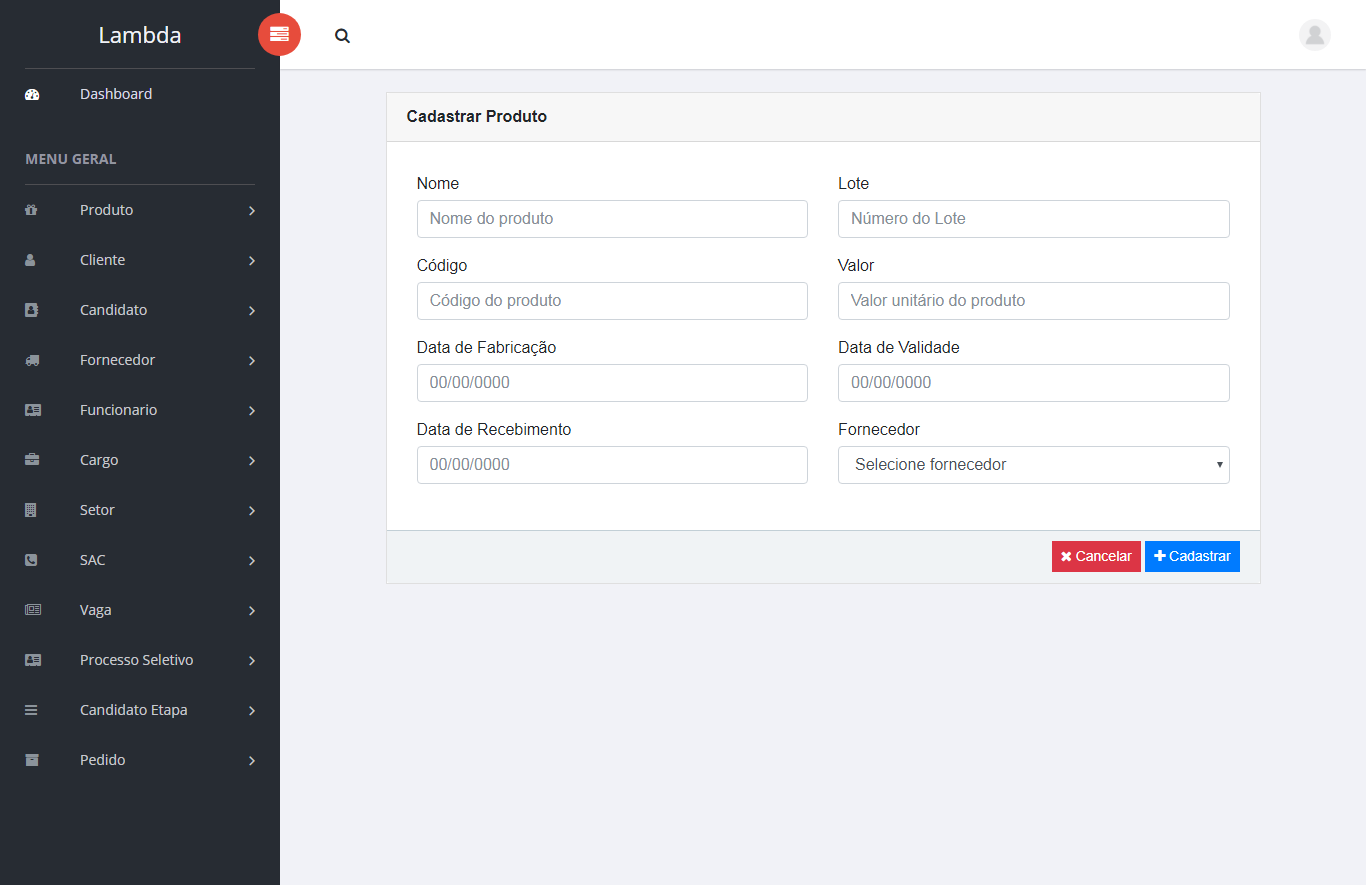 Lambda
Dashboard
MENU GERAL
Produto
Cliente
Candidato
Fornecedor
Funcionario
Cargo
Setor
SAC
Vaga
Processo Seletivo
Candidato Etapa
Pedido
Cadastrar Produto
Nome Lote
Nome do produto Número do Lote
Código Valor
Código do produto Valor unitário do produto
Data de Fabricação Data de Validade
00/00/0000 00/00/0000
Data de Recebimento Fornecedor
00/00/0000 Selecione fornecedor
Cancelar Cadastrar